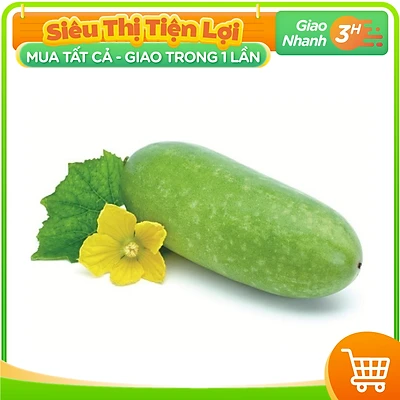 Siêu Thị Tiện Lợi
MUA TẤT CẢ - GIAO TRONG 1 LẦN
Giao
Nhanh
3H